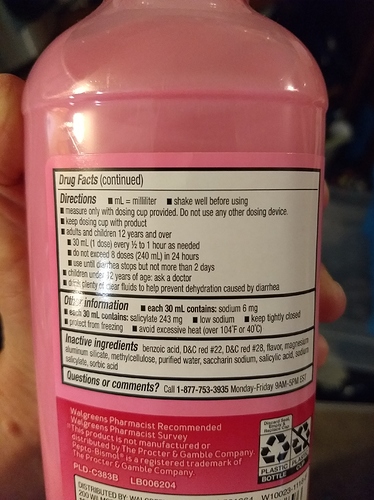 Drug Facts (continued)
Directions ■ mL = milliliter ■ shake well before using
■ measure only with dosing cup provided. Do not use any other dosing device.
■ keep dosing cup with product
■ adults and children 12 years and over
■ 30 mL (1 dose) every ½ to 1 hour as needed
■ do not exceed 8 doses (240 mL) in 24 hours
■ use until diarrhea stops but not more than 2 days
■ children under 12 years of age: ask a doctor
■ drink plenty of clear fluids to help prevent dehydration caused by diarrhea
Other information ■ each 30 mL contains: sodium 6 mg
■ each 30 mL contains: salicylate 243 mg ■ low sodium ■ keep tightly closed
■ protect from freezing ■ avoid excessive heat (over 104°F or 40°C)
Inactive ingredients benzoic acid, D&C red #22, D&C red #28, flavor, magnesium
aluminum silicate, methylcellulose, purified water, saccharin sodium, salicylic acid, sodium
salicylate, sorbic acid
Questions or comments? Call 1-877-753-3935 Monday-Friday 9AM-5PM EST
Walgreens Pharmacist Recommended
Walgreens Pharmacist Survey
This product is not manufactured or
distributed by The Procter & Gamble Company.
Pepto-Bismol® is a registered trademark of
The Procter & Gamble Company.
PLD-C383B LB006204
PLASTIC
BOTTLE
DISTRIBUTED BY: